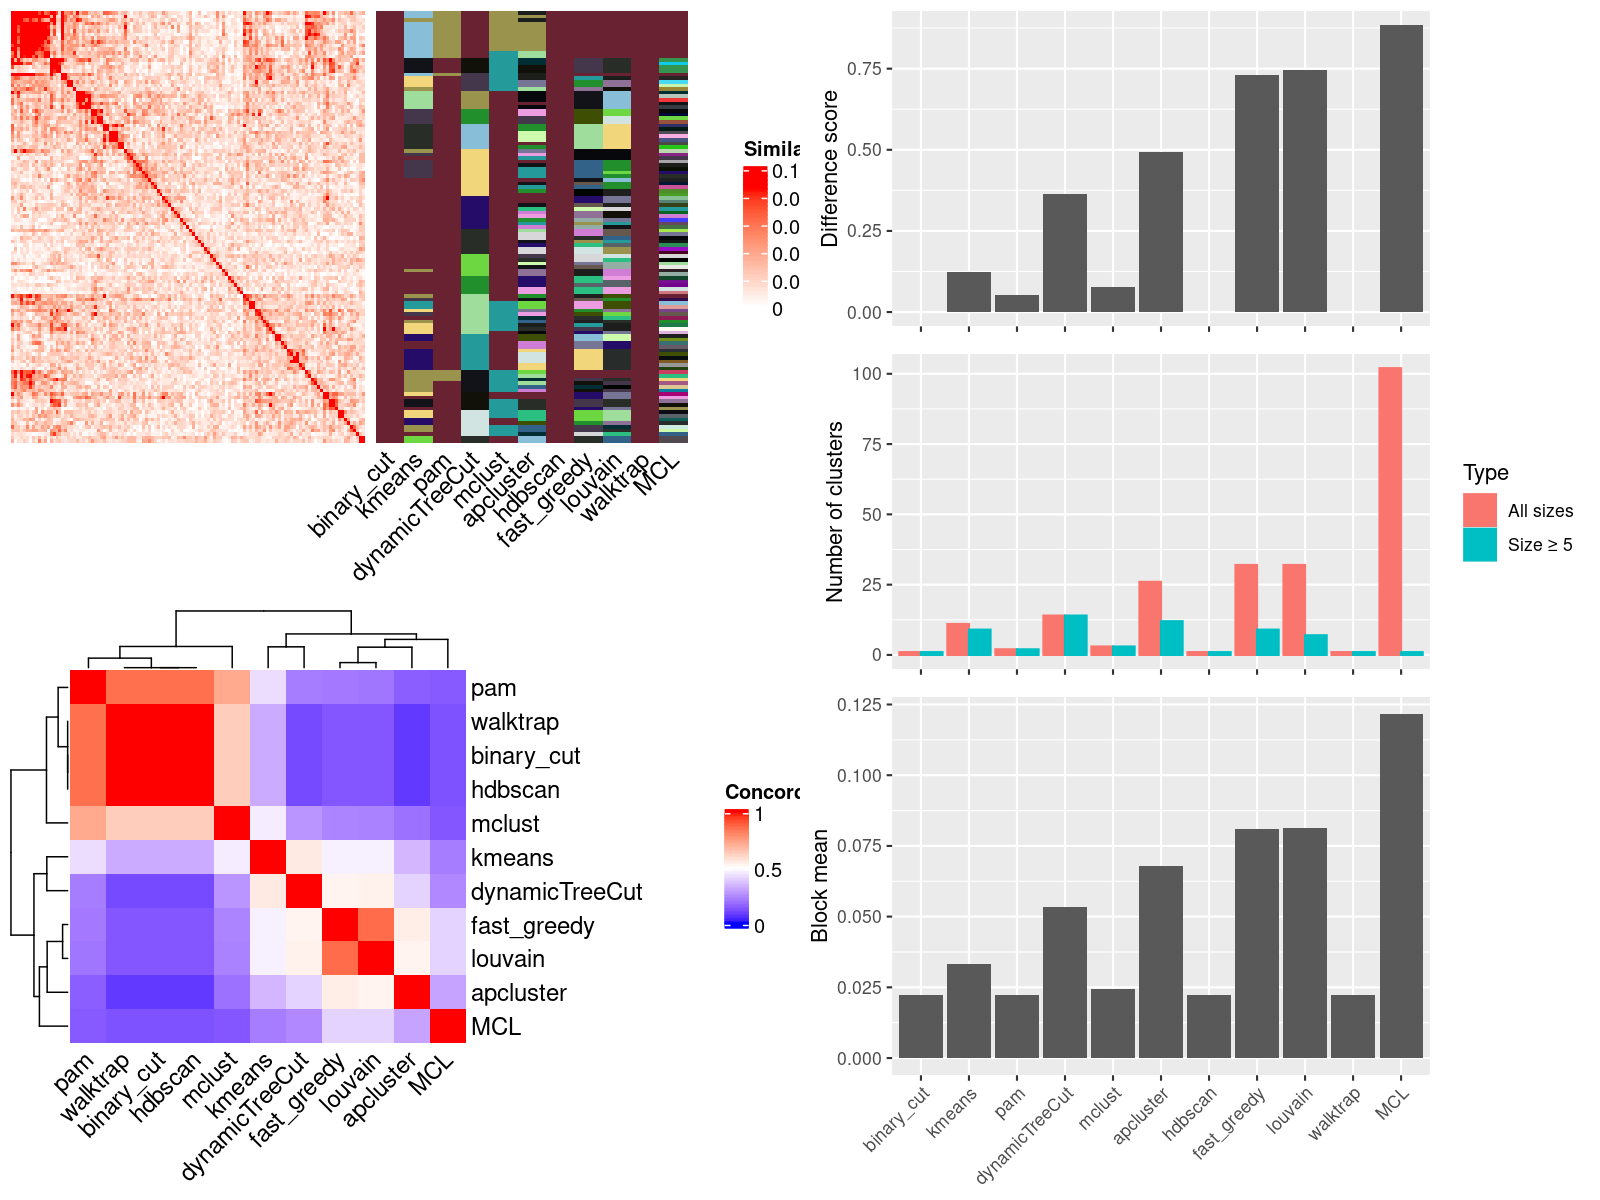 Simila
0.1
0.0
0.0
0.0
0.0
0
binary_cut
kmeans
pam
dynamicTreeCut
mclust
apcluster
hdbscan
fast_greedy
louvain
walktrap
MCL
pam
walktrap
binary_cut
hdbscan
mclust
kmeans
dynamicTreeCut
fast_greedy
louvain
apcluster
MCL
pam
walktrap
binary_cut
hdbscan
mclust
kmeans
dynamicTreeCut
fast_greedy
louvain
apcluster
MCL
Concord
1
0.5
0
Difference score
0.75
0.50
0.25
0.00
Number of clusters
100
75
50
25
0
Type
All sizes
Size ≥ 5
Block mean
0.125
0.100
0.075
0.050
0.025
0.000
binary_cut
kmeans
pam
dynamicTreeCut
mclust
apcluster
hdbscan
fast_greedy
louvain
walktrap
MCL